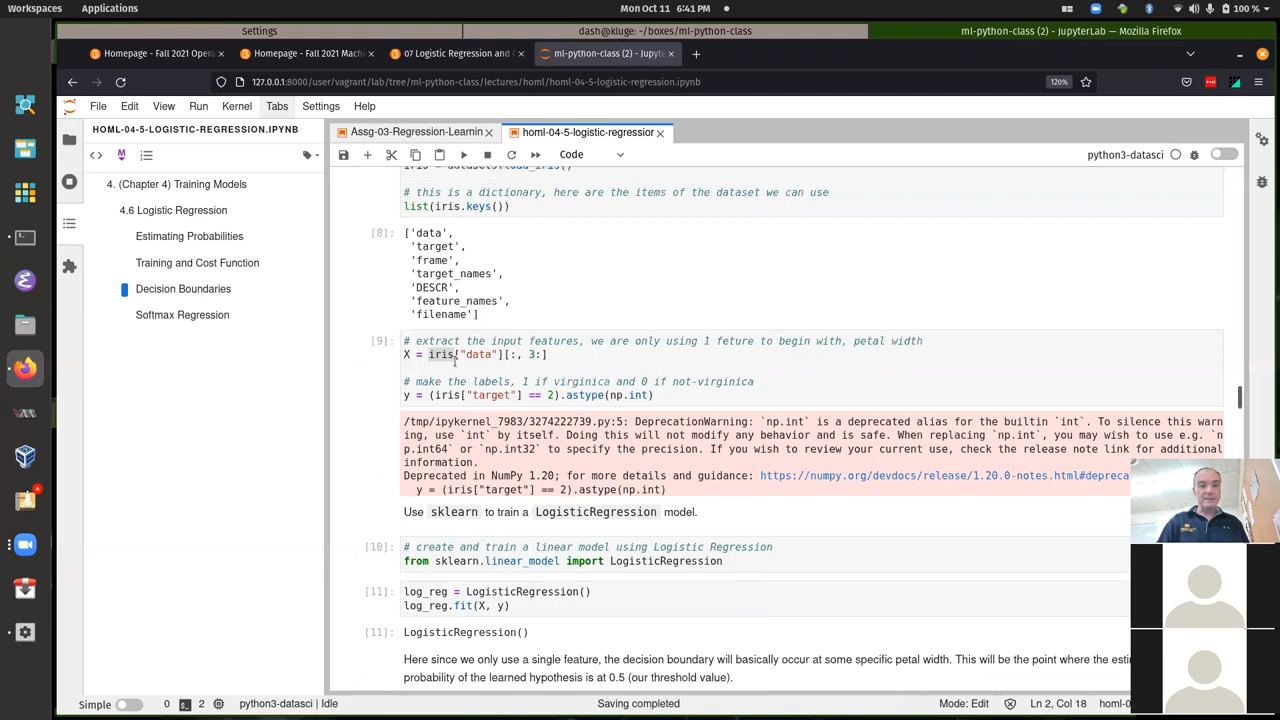 Workspaces
Applications
Mon Oct 11 6:41 PM
100 %
Settings
dash@kluge: ~/boxes/ml-python-class
ml-python-class (2) - JupyterLab — Mozilla Firefox
Homepage - Fall 2021 Oper
Homepage - Fall 2021 Machi
07 Logistic Regression and C
ml-python-class (2) - Jupyte
127.0.0.1:8000/user/vagrant/lab/tree/ml-python-class/lectures/homl/homl-04-5-logistic-regression.ipynb
120%
File Edit View Run Kernel Tabs Settings Help
HOML-04-5-LOGISTIC-REGRESSION.IPYNB
Assg-03-Regression-Learnin
homl-04-5-logistic-regression
Code
python3-datasci
4. (Chapter 4) Training Models
4.6 Logistic Regression
Estimating Probabilities
Training and Cost Function
Decision Boundaries
Softmax Regression
# this is a dictionary, here are the items of the dataset we can use
list(iris.keys())
[8]:
['data',
'target',
'frame',
'target_names',
'DESCR',
'feature_names',
'filename']
[9]:
# extract the input features, we are only using 1 feture to begin with, petal width
X = iris["data"][:, 3:]
# make the labels, 1 if virginica and 0 if not-virginica
y = (iris["target"] == 2).astype(np.int)
/tmp/ipykernel_7983/3274222739.py:5: DeprecationWarning: `np.int` is a deprecated alias for the builtin `int`. To silence this warn
ing, use `int` by itself. Doing this will not modify any behavior and is safe. When replacing `np.int`, you may wish to use e.g. `n
p.int64` or `np.int32` to specify the precision. If you wish to review your current use, check the release note link for additional
information.
Deprecated in NumPy 1.20; for more details and guidance: https://numpy.org/devdocs/release/1.20.0-notes.html#depreca
y = (iris["target"] == 2).astype(np.int)
Use sklearn to train a LogisticRegression model.
[10]:
# create and train a linear model using Logistic Regression
from sklearn.linear_model import LogisticRegression
[11]:
log_reg = LogisticRegression()
log_reg.fit(X, y)
[11]:
LogisticRegression()
Here since we only use a single feature, the decision boundary will basically occur at some specific petal width. This will be the point where the esti
probability of the learned hypothesis is at 0.5 (our threshold value).
Simple
0
2
python3-datasci | Idle
Saving completed
Mode: Edit
Ln 2, Col 18
homl-0